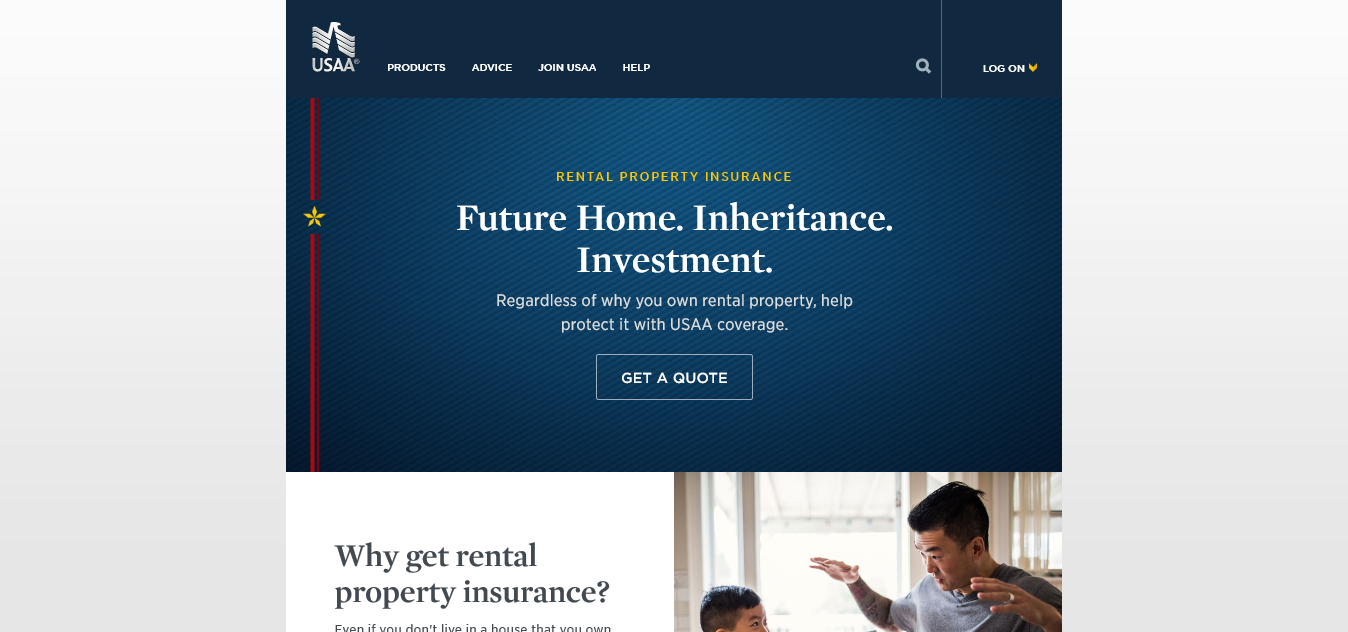 USAA®
PRODUCTS
ADVICE
JOIN USAA
HELP
LOG ON
RENTAL PROPERTY INSURANCE
Future Home. Inheritance.
Investment.
Regardless of why you own rental property, help
protect it with USAA coverage.
GET A QUOTE
Why get rental
property insurance?
Even if you don't live in a house that you own